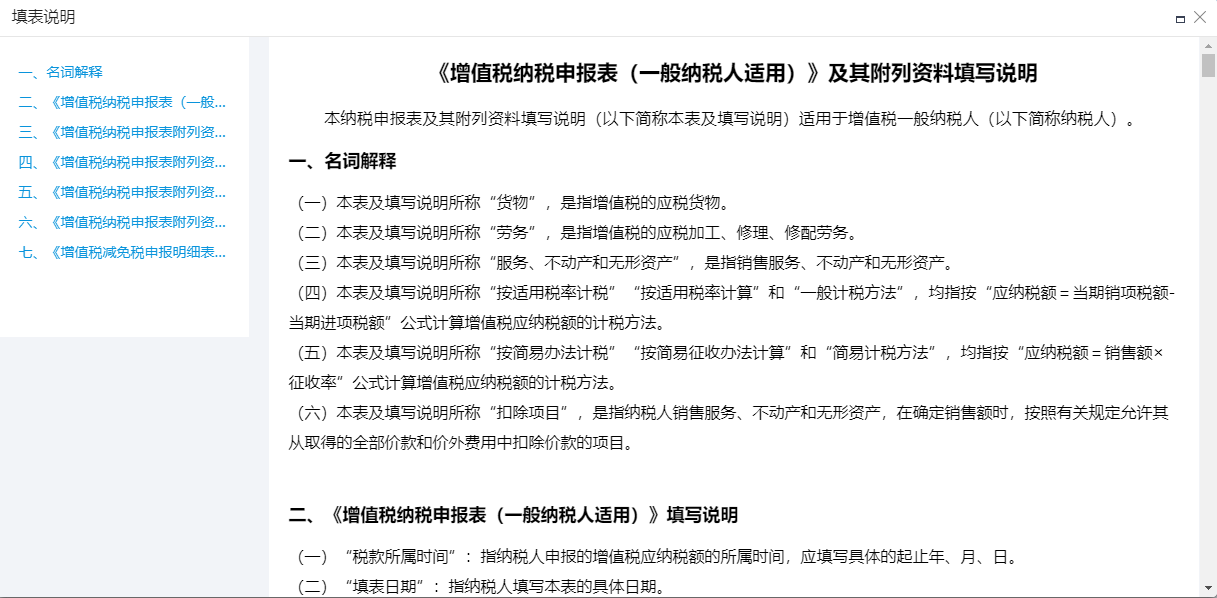 填表说明
一、名词解释
二、《增值税纳税申报表（一般...
三、《增值税纳税申报表附列资...
四、《增值税纳税申报表附列资...
五、《增值税纳税申报表附列资...
六、《增值税纳税申报表附列资...
七、《增值税减免税申报明细表...
《增值税纳税申报表（一般纳税人适用）》及其附列资料填写说明
本纳税申报表及其附列资料填写说明（以下简称本表及填写说明）适用于增值税一般纳税人（以下简称纳税人）。
一、名词解释
（一）本表及填写说明所称“货物”，是指增值税的应税货物。
（二）本表及填写说明所称“劳务”，是指增值税的应税加工、修理、修配劳务。
（三）本表及填写说明所称“服务、不动产和无形资产”，是指销售服务、不动产和无形资产。
（四）本表及填写说明所称“按适用税率计税”“按适用税率计算”和“一般计税方法”，均指按“应纳税额＝当期销项税额-
当期进项税额”公式计算增值税应纳税额的计税方法。
（五）本表及填写说明所称“按简易办法计税”“按简易征收办法计算”和“简易计税方法”，均指按“应纳税额＝销售额×
征收率”公式计算增值税应纳税额的计税方法。
（六）本表及填写说明所称“扣除项目”，是指纳税人销售服务、不动产和无形资产，在确定销售额时，按照有关规定允许其
从取得的全部价款和价外费用中扣除价款的项目。
二、《增值税纳税申报表（一般纳税人适用）》填写说明
（一）“税款所属时间”：指纳税人申报的增值税应纳税额的所属时间，应填写具体的起止年、月、日。
（二）“填表日期”：指纳税人填写本表的具体日期。